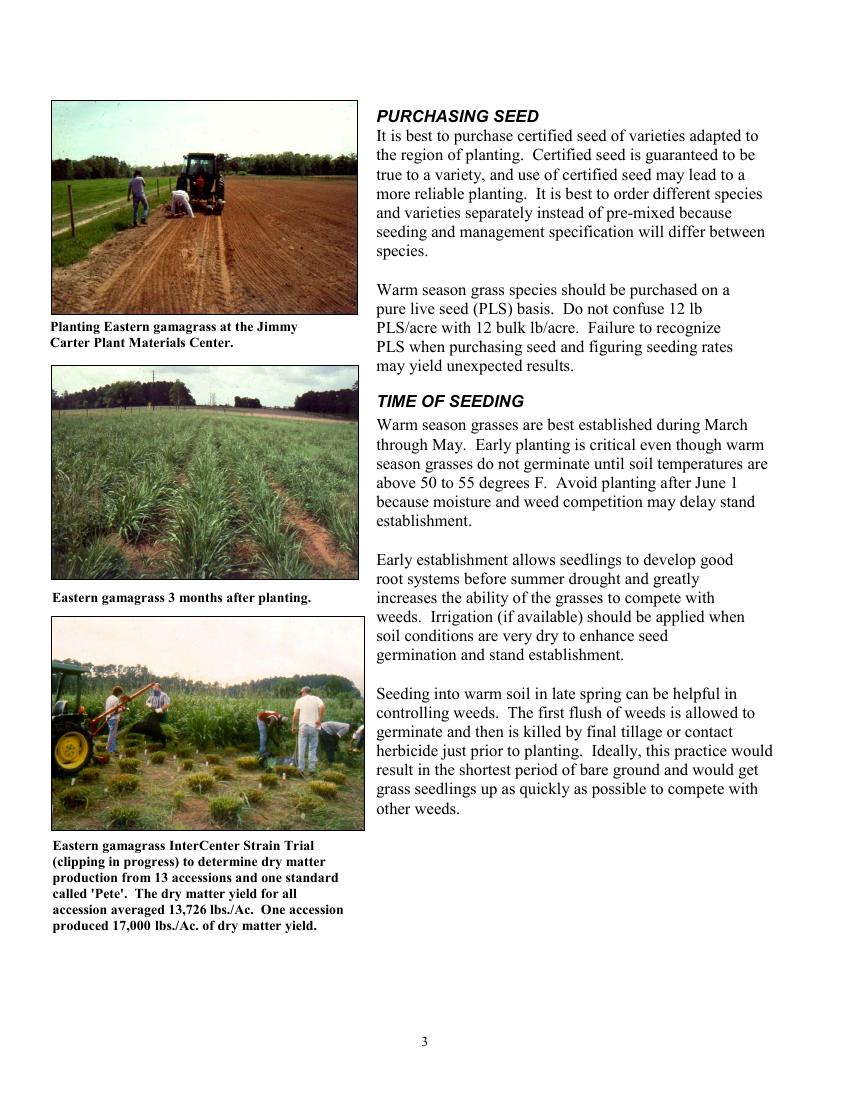 Planting Eastern gamagrass at the Jimmy
Carter Plant Materials Center.
Eastern gamagrass 3 months after planting.
Eastern gamagrass InterCenter Strain Trial
(clipping in progress) to determine dry matter
production from 13 accessions and one standard
called 'Pete'.  The dry matter yield for all
accession averaged 13,726 lbs./Ac.  One accession
produced 17,000 lbs./Ac. of dry matter yield.
PURCHASING SEED
It is best to purchase certified seed of varieties adapted to
the region of planting.  Certified seed is guaranteed to be
true to a variety, and use of certified seed may lead to a
more reliable planting.  It is best to order different species
and varieties separately instead of pre-mixed because
seeding and management specification will differ between
species.
Warm season grass species should be purchased on a
pure live seed (PLS) basis.  Do not confuse 12 lb
PLS/acre with 12 bulk lb/acre.  Failure to recognize
PLS when purchasing seed and figuring seeding rates
may yield unexpected results.
TIME OF SEEDING
Warm season grasses are best established during March
through May.  Early planting is critical even though warm
season grasses do not germinate until soil temperatures are
above 50 to 55 degrees F.  Avoid planting after June 1
because moisture and weed competition may delay stand
establishment.
Early establishment allows seedlings to develop good
root systems before summer drought and greatly
increases the ability of the grasses to compete with
weeds.  Irrigation (if available) should be applied when
soil conditions are very dry to enhance seed
germination and stand establishment.
Seeding into warm soil in late spring can be helpful in
controlling weeds.  The first flush of weeds is allowed to
germinate and then is killed by final tillage or contact
herbicide just prior to planting.  Ideally, this practice would
result in the shortest period of bare ground and would get
grass seedlings up as quickly as possible to compete with
other weeds.
3